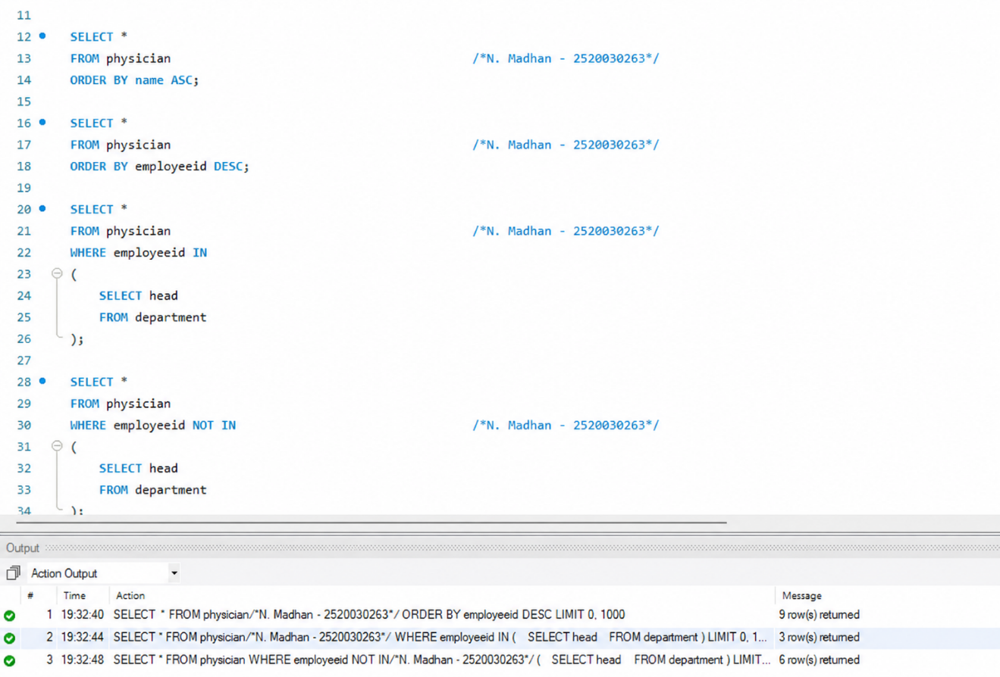 11
12 SELECT *
13 FROM physician /*N. Madhan - 2520030263*/
14 ORDER BY name ASC;
15
16 SELECT *
17 FROM physician /*N. Madhan - 2520030263*/
18 ORDER BY employeeid DESC;
19
20 SELECT *
21 FROM physician /*N. Madhan - 2520030263*/
22 WHERE employeeid IN
23 (
24 SELECT head
25 FROM department
26 );
27
28 SELECT *
29 FROM physician
30 WHERE employeeid NOT IN /*N. Madhan - 2520030263*/
31 (
32 SELECT head
33 FROM department
34 );
Output
Action Output
# Time Action Message
1 19:32:40 SELECT * FROM physician/*N. Madhan - 2520030263*/ ORDER BY employeeid DESC LIMIT 0, 1000 9 row(s) returned
2 19:32:44 SELECT * FROM physician/*N. Madhan - 2520030263*/ WHERE employeeid IN ( SELECT head FROM department ) LIMIT 0, 1... 3 row(s) returned
3 19:32:48 SELECT * FROM physician WHERE employeeid NOT IN/*N. Madhan - 2520030263*/ ( SELECT head FROM department ) LIMIT... 6 row(s) returned